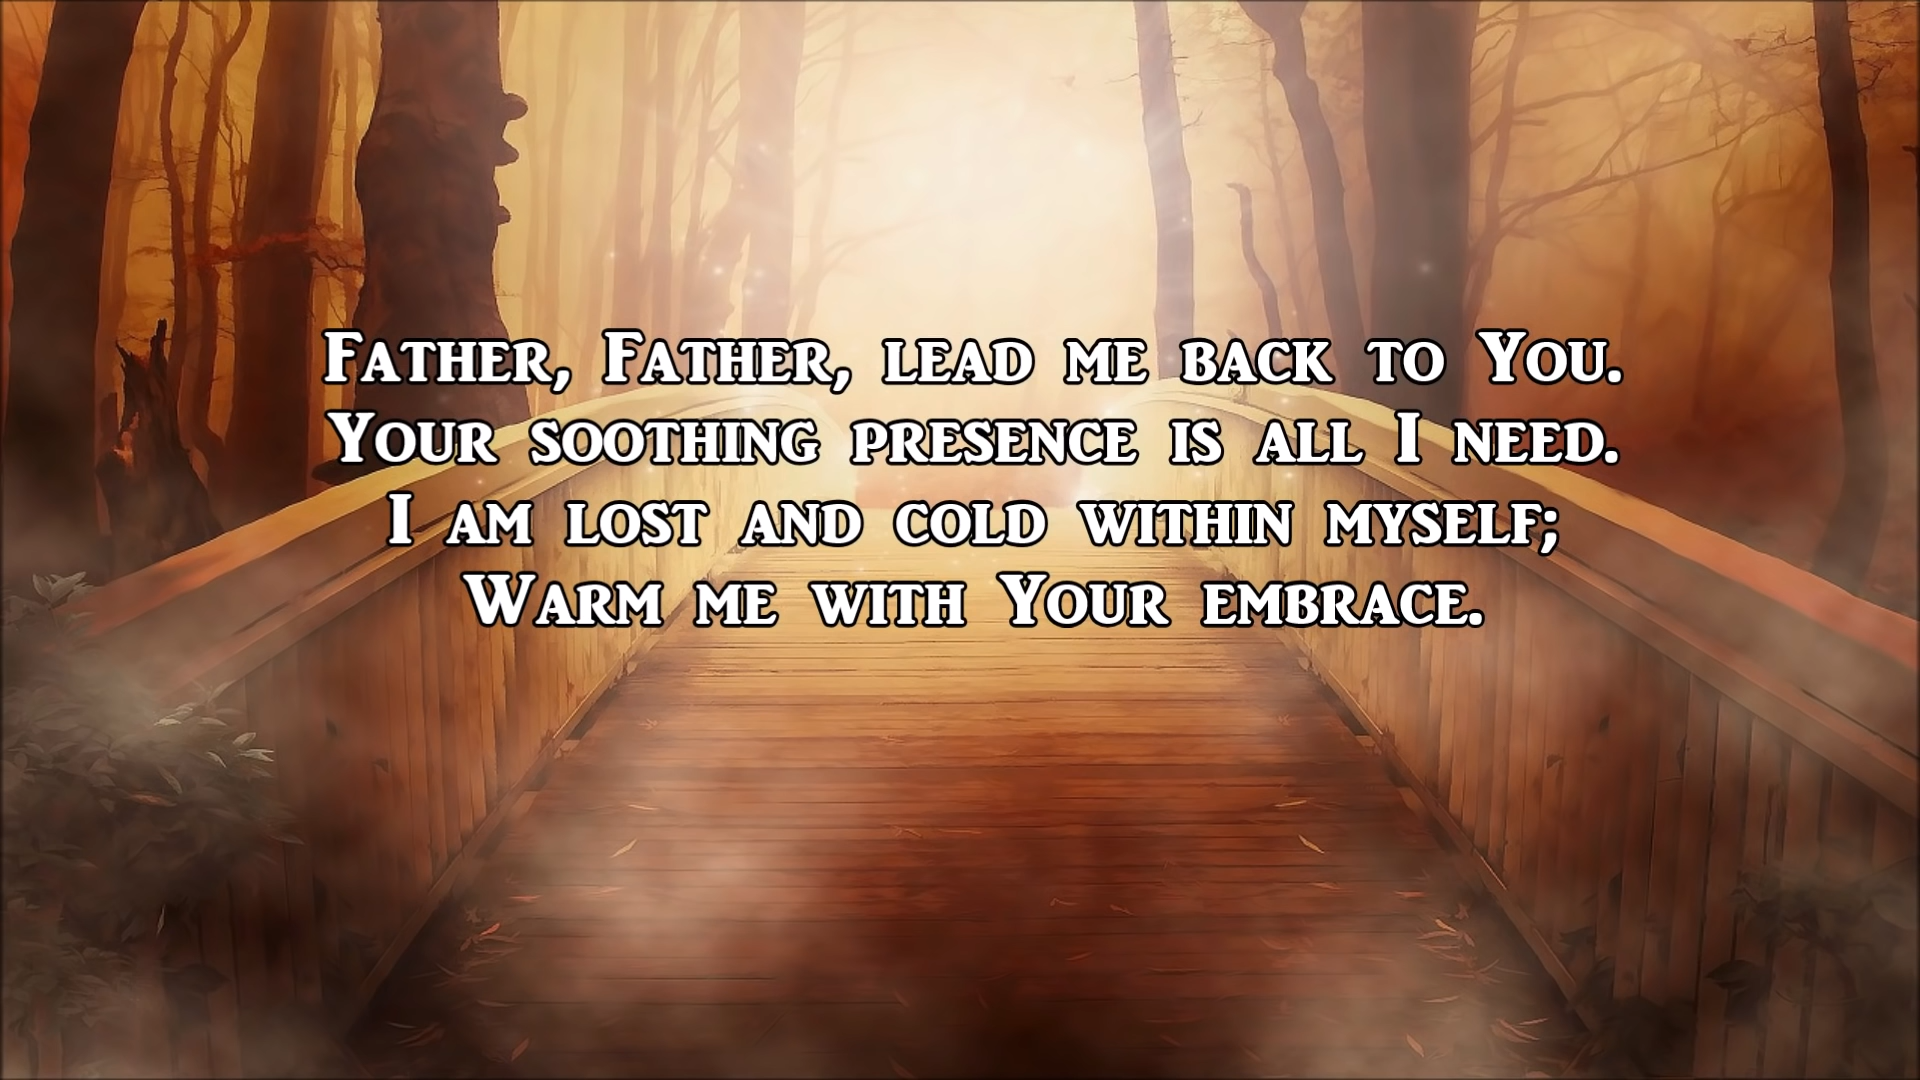 Father, Father, lead me back to You.
Your soothing presence is all I need.
I am lost and cold within myself;
Warm me with Your embrace.